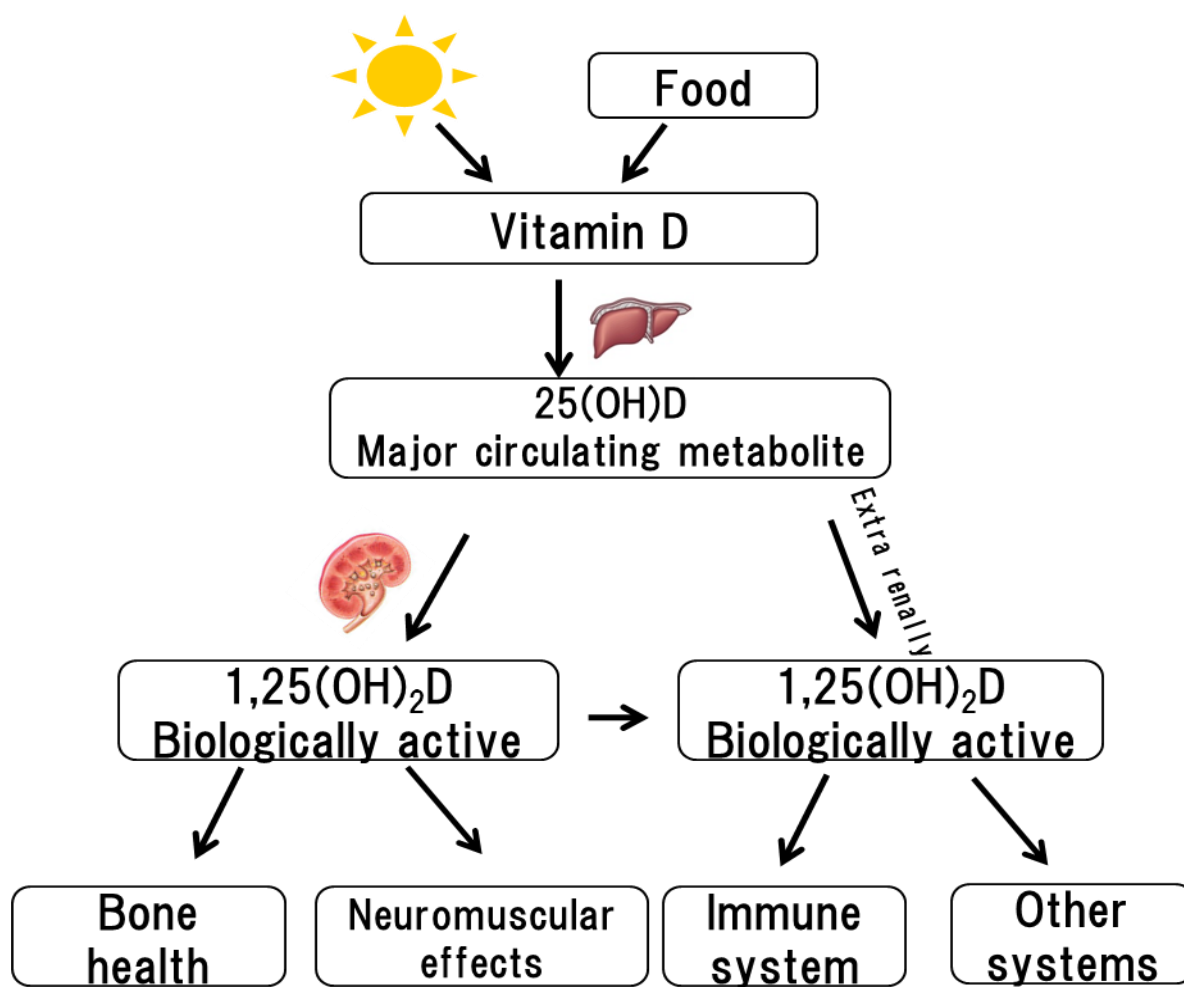 Food
Vitamin D
25(OH)D
Major circulating metabolite
Extra renally
1,25(OH)₂D
Biologically active
1,25(OH)₂D
Biologically active
Bone
health
Neuromuscular
effects
Immune
system
Other
systems